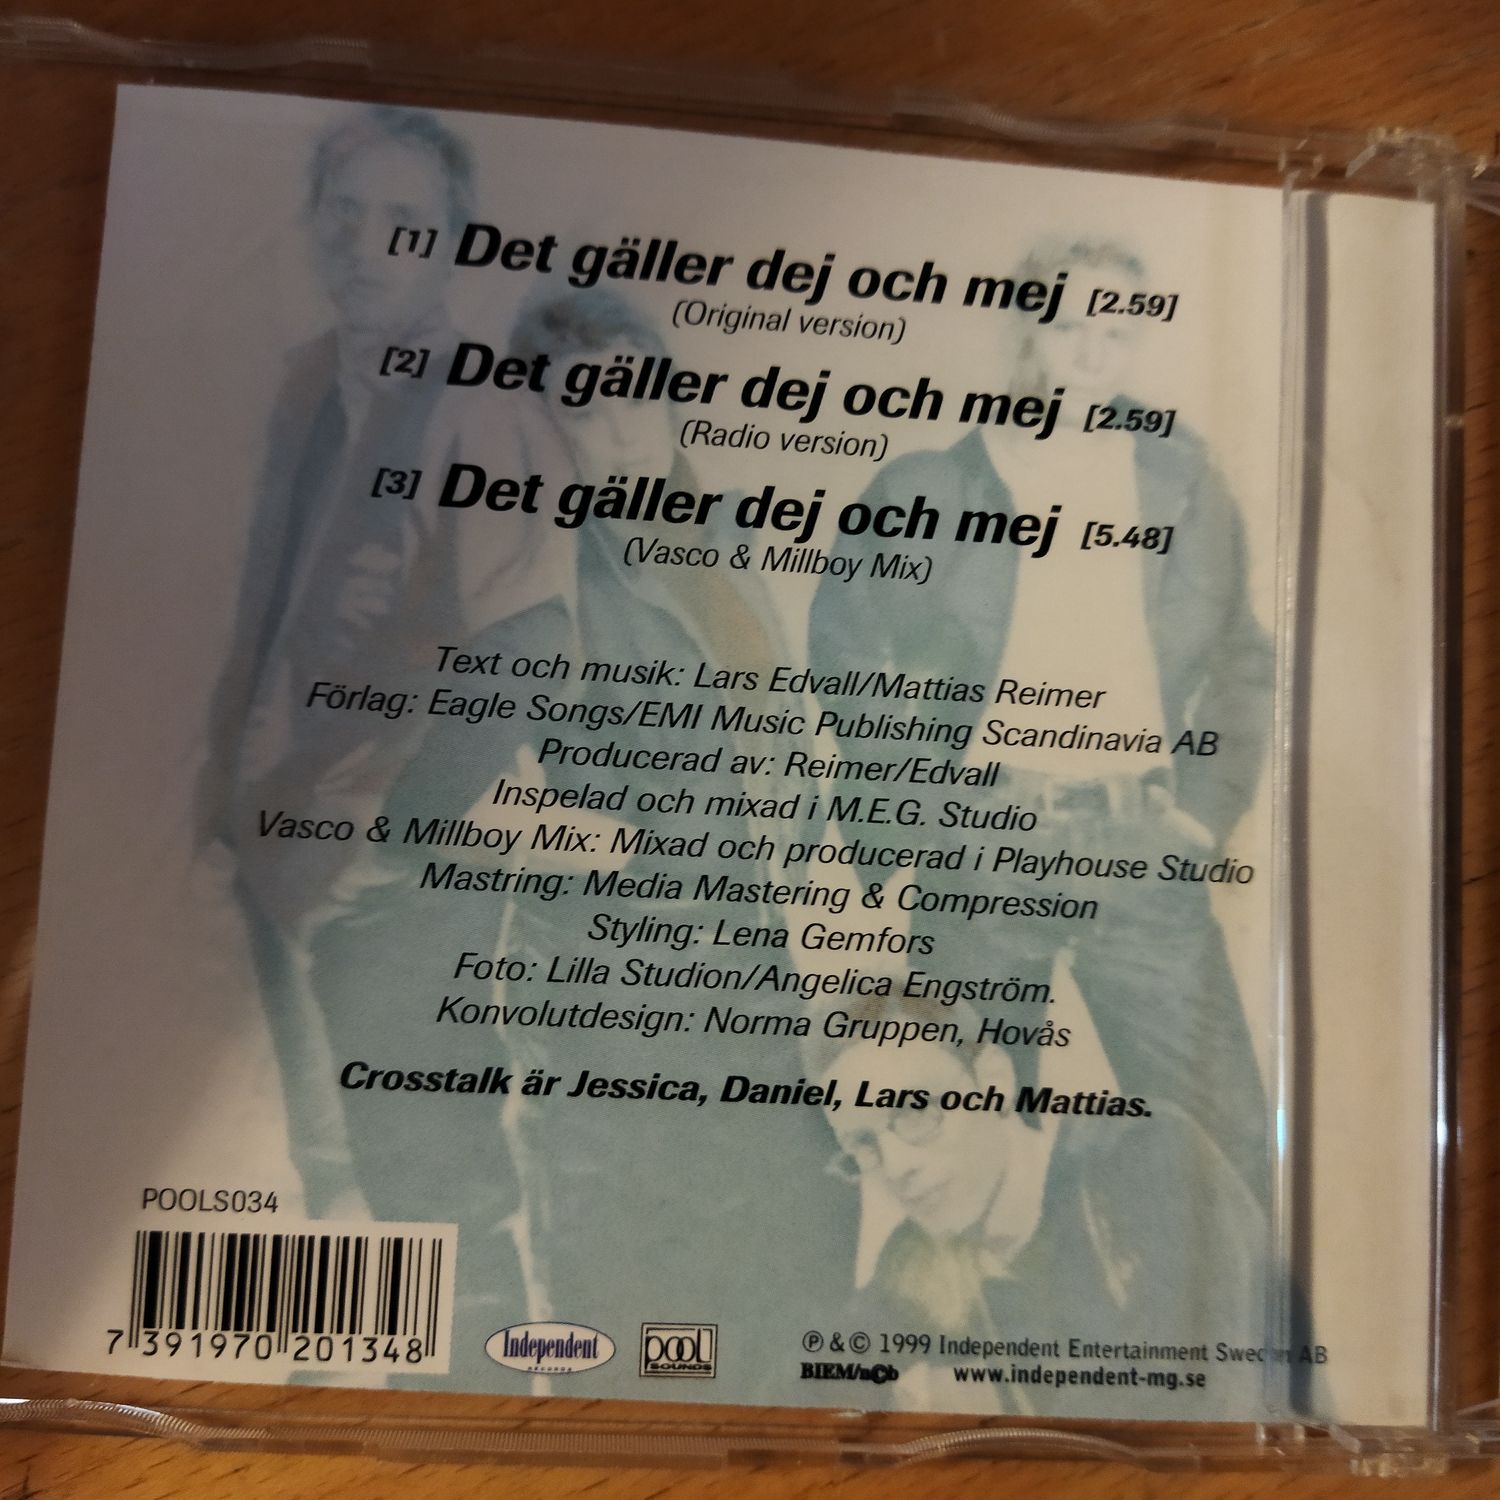 [1] Det gäller dej och mej [2.59]
(Original version)
[2] Det gäller dej och mej [2.59]
(Radio version)
[3] Det gäller dej och mej [5.48]
(Vasco & Millboy Mix)
Text och musik: Lars Edvall/Mattias Reimer
Förlag: Eagle Songs/EMI Music Publishing Scandinavia AB
Producerad av: Reimer/Edvall
Inspelad och mixad i M.E.G. Studio
Vasco & Millboy Mix: Mixad och producerad i Playhouse Studio
Mastring: Media Mastering & Compression
Styling: Lena Gemfors
Foto: Lilla Studion/Angelica Engström.
Konvolutdesign: Norma Gruppen, Hovås
Crosstalk är Jessica, Daniel, Lars och Mattias.
POOLS034
7 391970 201348
Independent
RECORDS
pool
SOUNDS
℗ & © 1999 Independent Entertainment Sweden AB
BIEM/n©b www.independent-mg.se